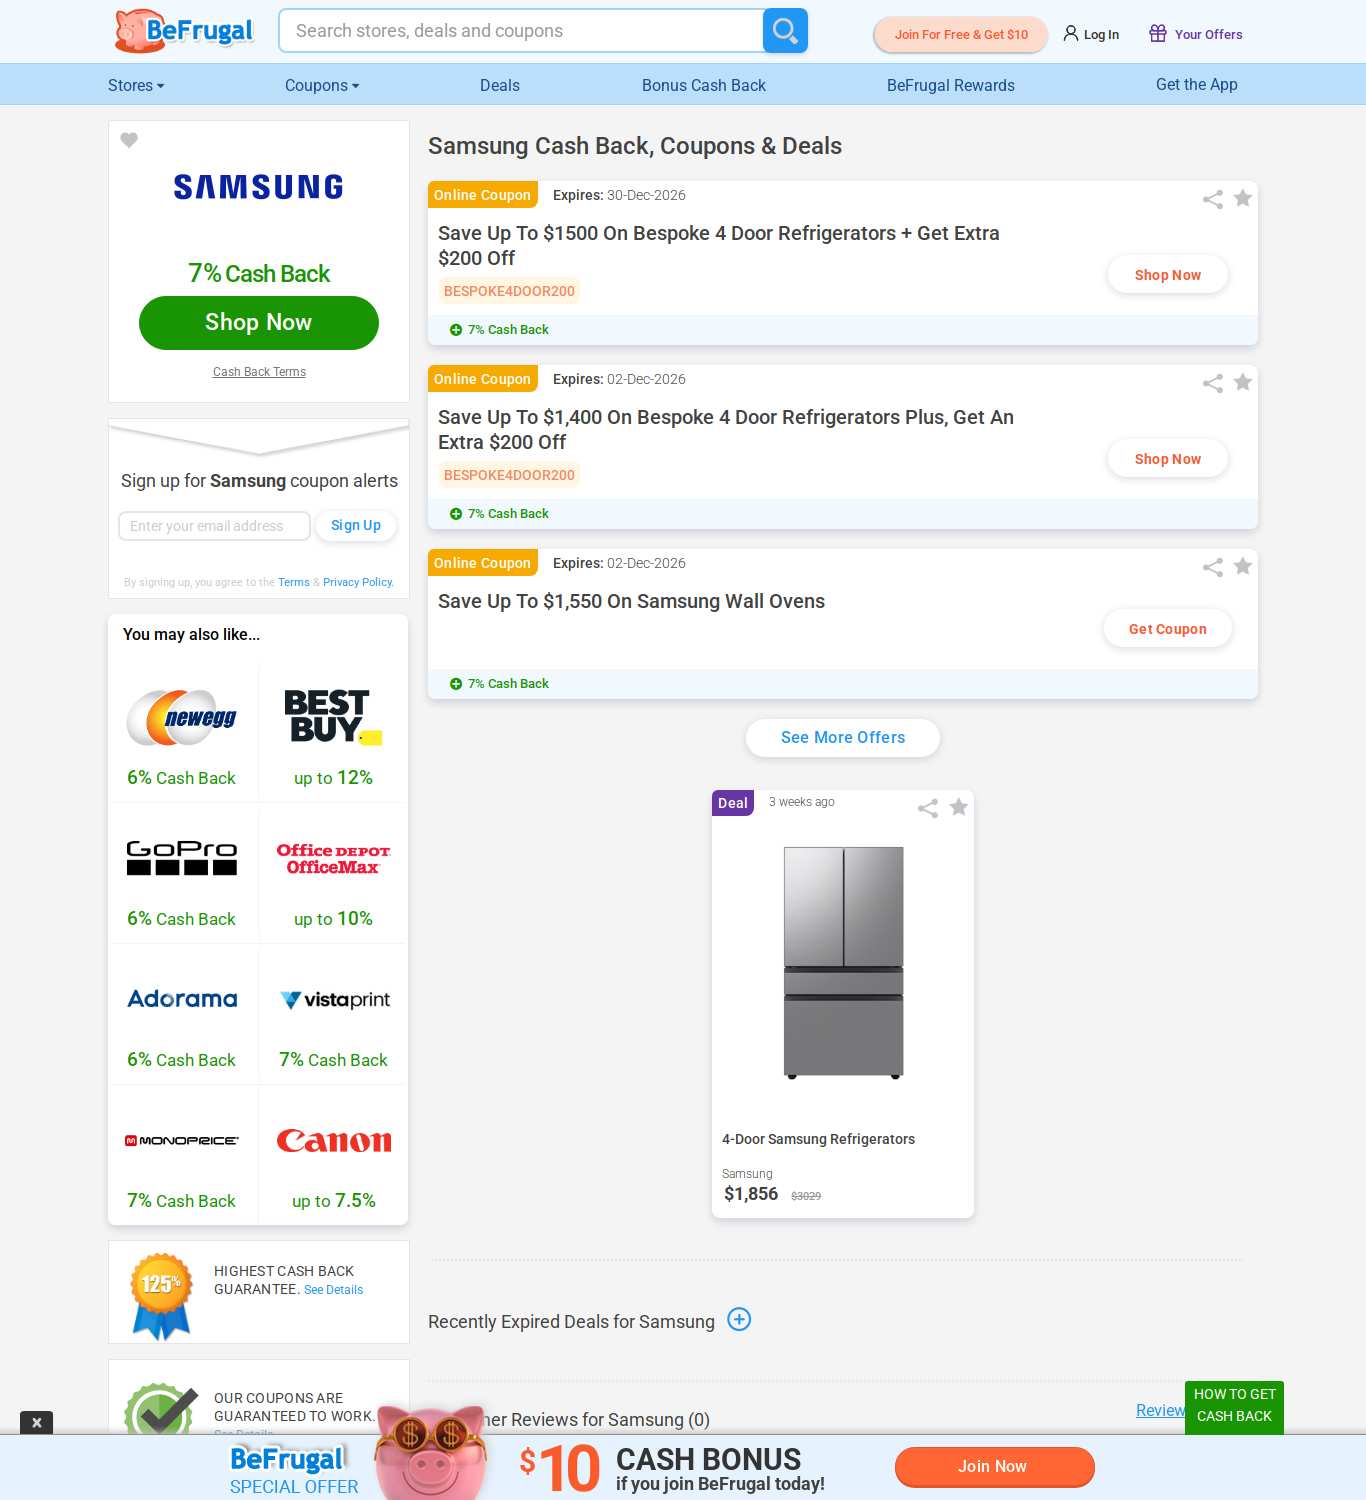 BeFrugal
Search stores, deals and coupons
Join For Free & Get $10
Log In
Your Offers
Stores
Coupons
Deals
Bonus Cash Back
BeFrugal Rewards
Get the App
SAMSUNG
7% Cash Back
Shop Now
Cash Back Terms
Sign up for Samsung coupon alerts
Enter your email address
Sign Up
By signing up, you agree to the Terms & Privacy Policy.
You may also like...
newegg
BEST
BUY
6% Cash Back
up to 12%
GoPro
Office DEPOT
OfficeMax
6% Cash Back
up to 10%
Adorama
vistaprint
6% Cash Back
7% Cash Back
M MONOPRICE
Canon
7% Cash Back
up to 7.5%
125%
HIGHEST CASH BACK
GUARANTEE. See Details
OUR COUPONS ARE
GUARANTEED TO WORK.
See Details
Samsung Cash Back, Coupons & Deals
Online Coupon
Expires: 30-Dec-2026
Save Up To $1500 On Bespoke 4 Door Refrigerators + Get Extra
$200 Off
BESPOKE4DOOR200
Shop Now
7% Cash Back
Online Coupon
Expires: 02-Dec-2026
Save Up To $1,400 On Bespoke 4 Door Refrigerators Plus, Get An
Extra $200 Off
BESPOKE4DOOR200
Shop Now
7% Cash Back
Online Coupon
Expires: 02-Dec-2026
Save Up To $1,550 On Samsung Wall Ovens
Get Coupon
7% Cash Back
See More Offers
Deal
3 weeks ago
4-Door Samsung Refrigerators
Samsung
$1,856 $3029
Recently Expired Deals for Samsung
ner Reviews for Samsung (0)
Review
HOW TO GET
CASH BACK
x
BeFrugal
SPECIAL OFFER
$ $
$10
CASH BONUS
if you join BeFrugal today!
Join Now